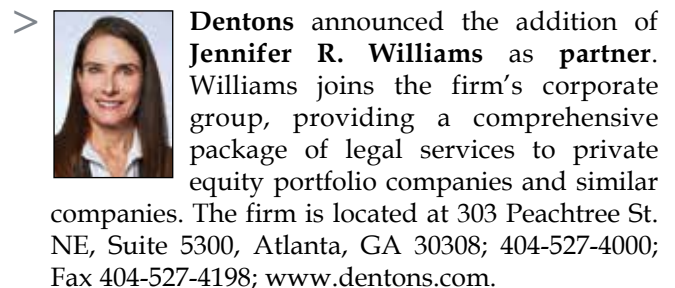 > Dentons announced the addition of
Jennifer R. Williams as partner.
Williams joins the firm's corporate
group, providing a comprehensive
package of legal services to private
equity portfolio companies and similar
companies. The firm is located at 303 Peachtree St.
NE, Suite 5300, Atlanta, GA 30308; 404-527-4000;
Fax 404-527-4198; www.dentons.com.